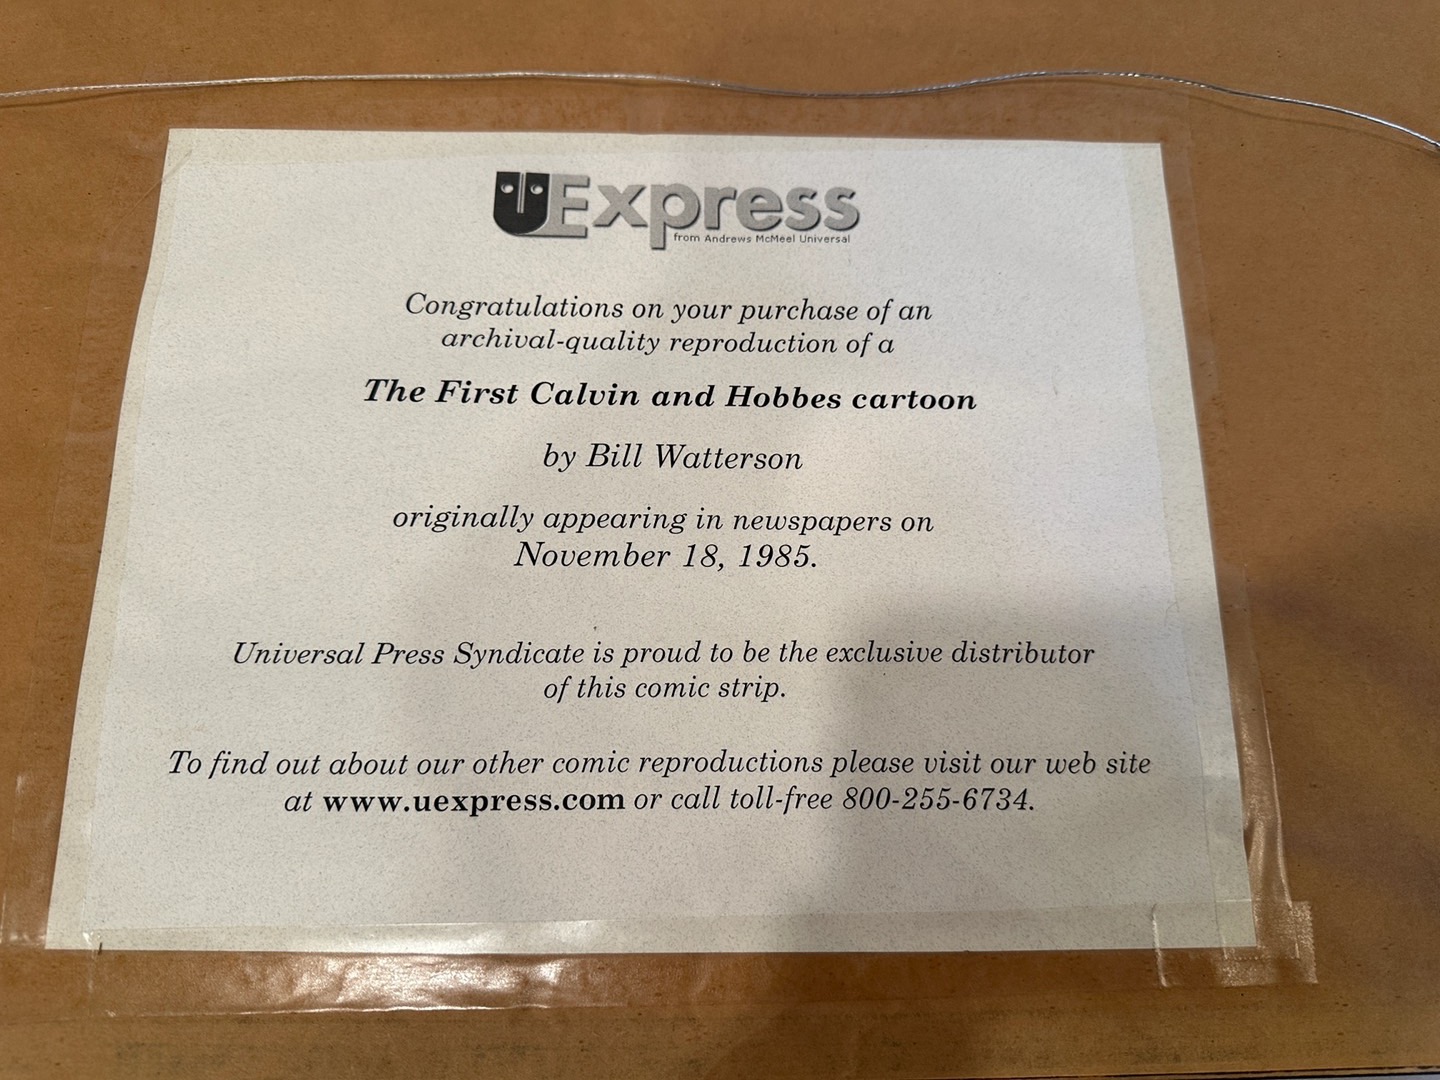 UExpress
from Andrews McMeel Universal
Congratulations on your purchase of an
archival-quality reproduction of a
The First Calvin and Hobbes cartoon
by Bill Watterson
originally appearing in newspapers on
November 18, 1985.
Universal Press Syndicate is proud to be the exclusive distributor
of this comic strip.
To find out about our other comic reproductions please visit our web site
at www.uexpress.com or call toll-free 800-255-6734.